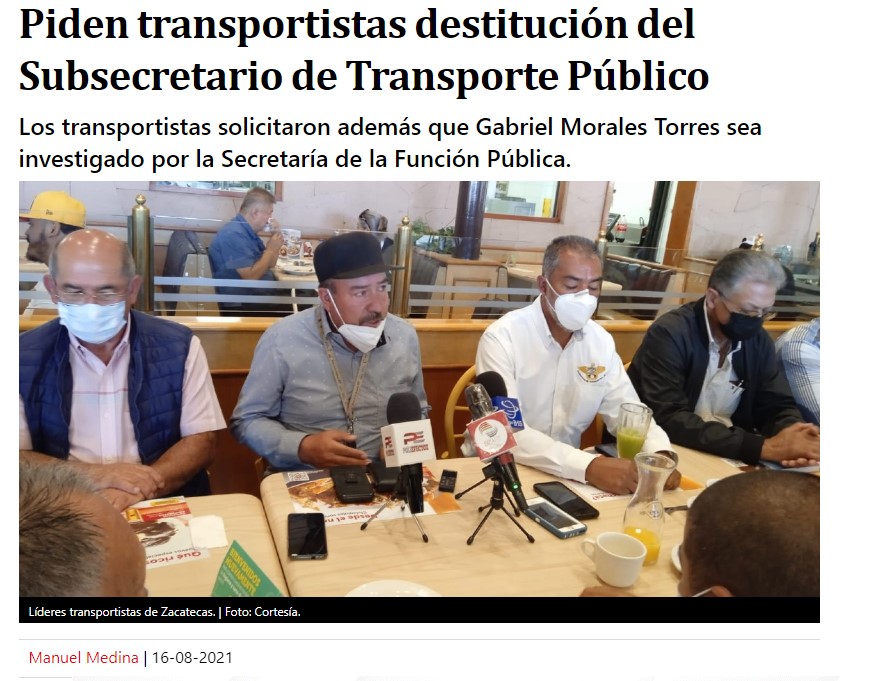 Piden transportistas destitución del
Subsecretario de Transporte Público
Los transportistas solicitaron además que Gabriel Morales Torres sea
investigado por la Secretaría de la Función Pública.
Líderes transportistas de Zacatecas. | Foto: Cortesía.
Manuel Medina | 16-08-2021